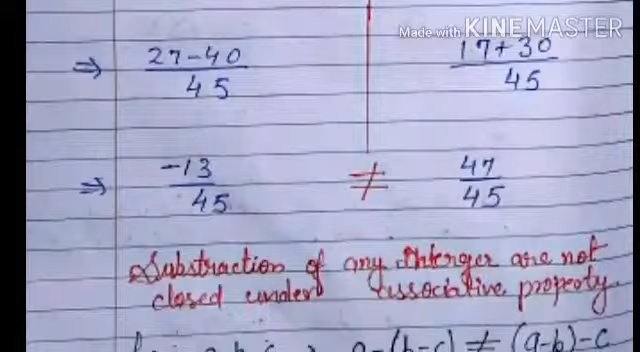 Made with KINEMASTER
⇒ 27-40/45 17+30/45
⇒ -13/45 ≠ 47/45
Substraction of any Interger are not
closed under associative property.
a-(b-c) ≠ (a-b)-c